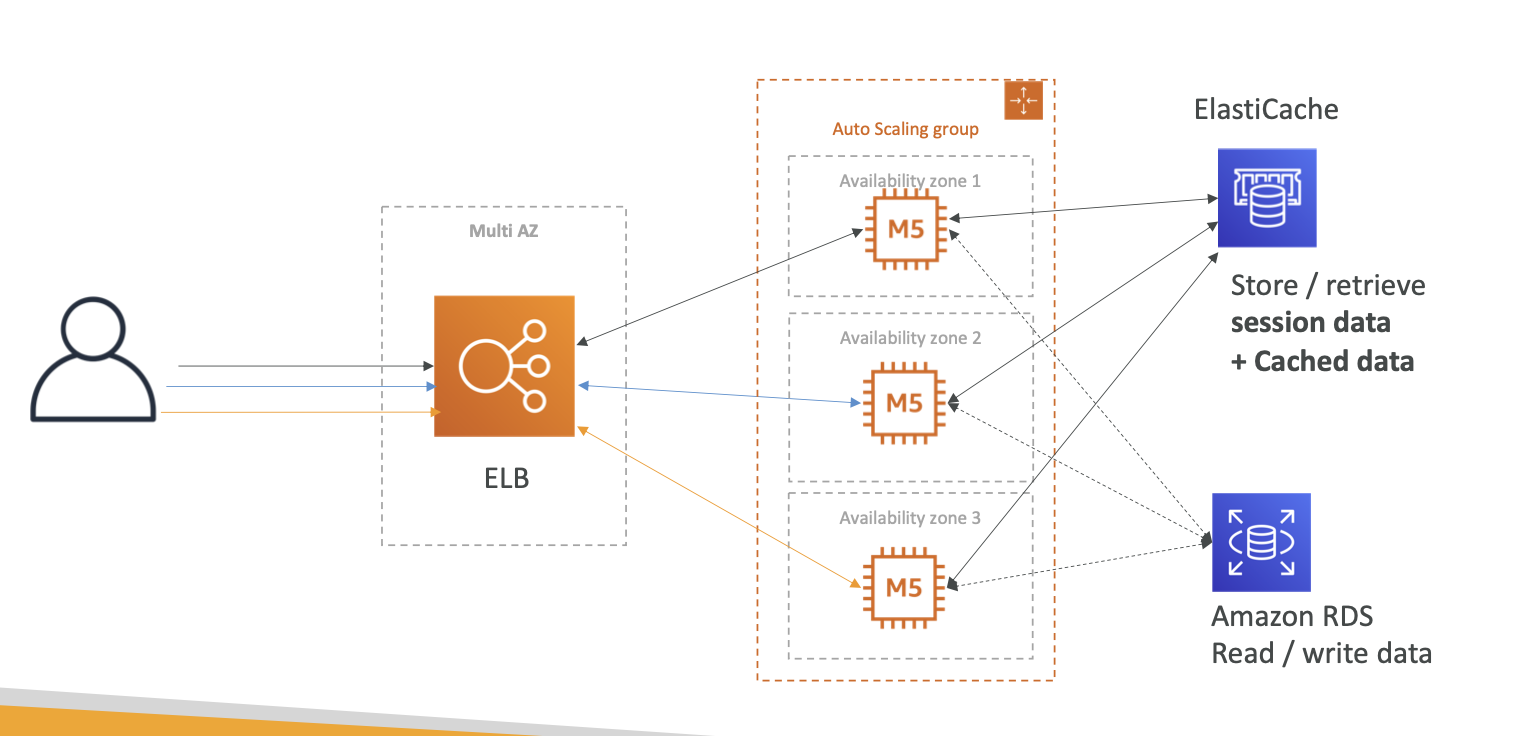 ElastiCache
Auto Scaling group
Availability zone 1
M5
Multi AZ
Store / retrieve
session data
+ Cached data
Availability zone 2
M5
ELB
Availability zone 3
M5
Amazon RDS
Read / write data